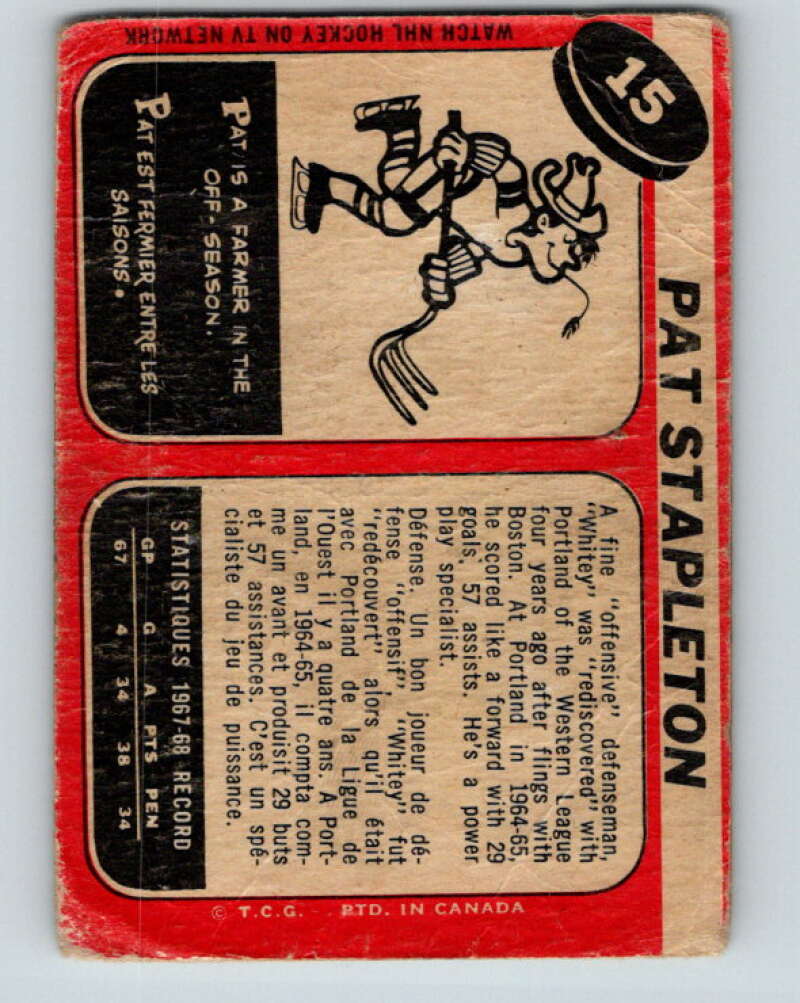 15
PAT STAPLETON
WATCH NHL HOCKEY ON TV NETWORK
PAT IS A FARMER IN THE
OFF-SEASON.
PAT EST FERMIER ENTRE LES
SAISONS.
A fine "offensive" defenseman,
"Whitey" was "rediscovered" with
Portland of the Western League
four years ago after flings with
Boston. At Portland in 1964-65,
he scored like a forward with 29
goals, 57 assists. He's a power
play specialist.
Défense. Un bon joueur de dé-
fense "offensif", "Whitey" fut
"redécouvert" alors qu'il était
avec Portland de la Ligue de
l'Ouest il y a quatre ans. A Port-
land, en 1964-65, il compta com-
me un avant et produisit 29 buts
et 57 assistances. C'est un spé-
cialiste du jeu de puissance.
STATISTIQUES 1967-68 RECORD
GP G A PTS PEN
67 4 34 38 34
© T.C.G. PTD. IN CANADA